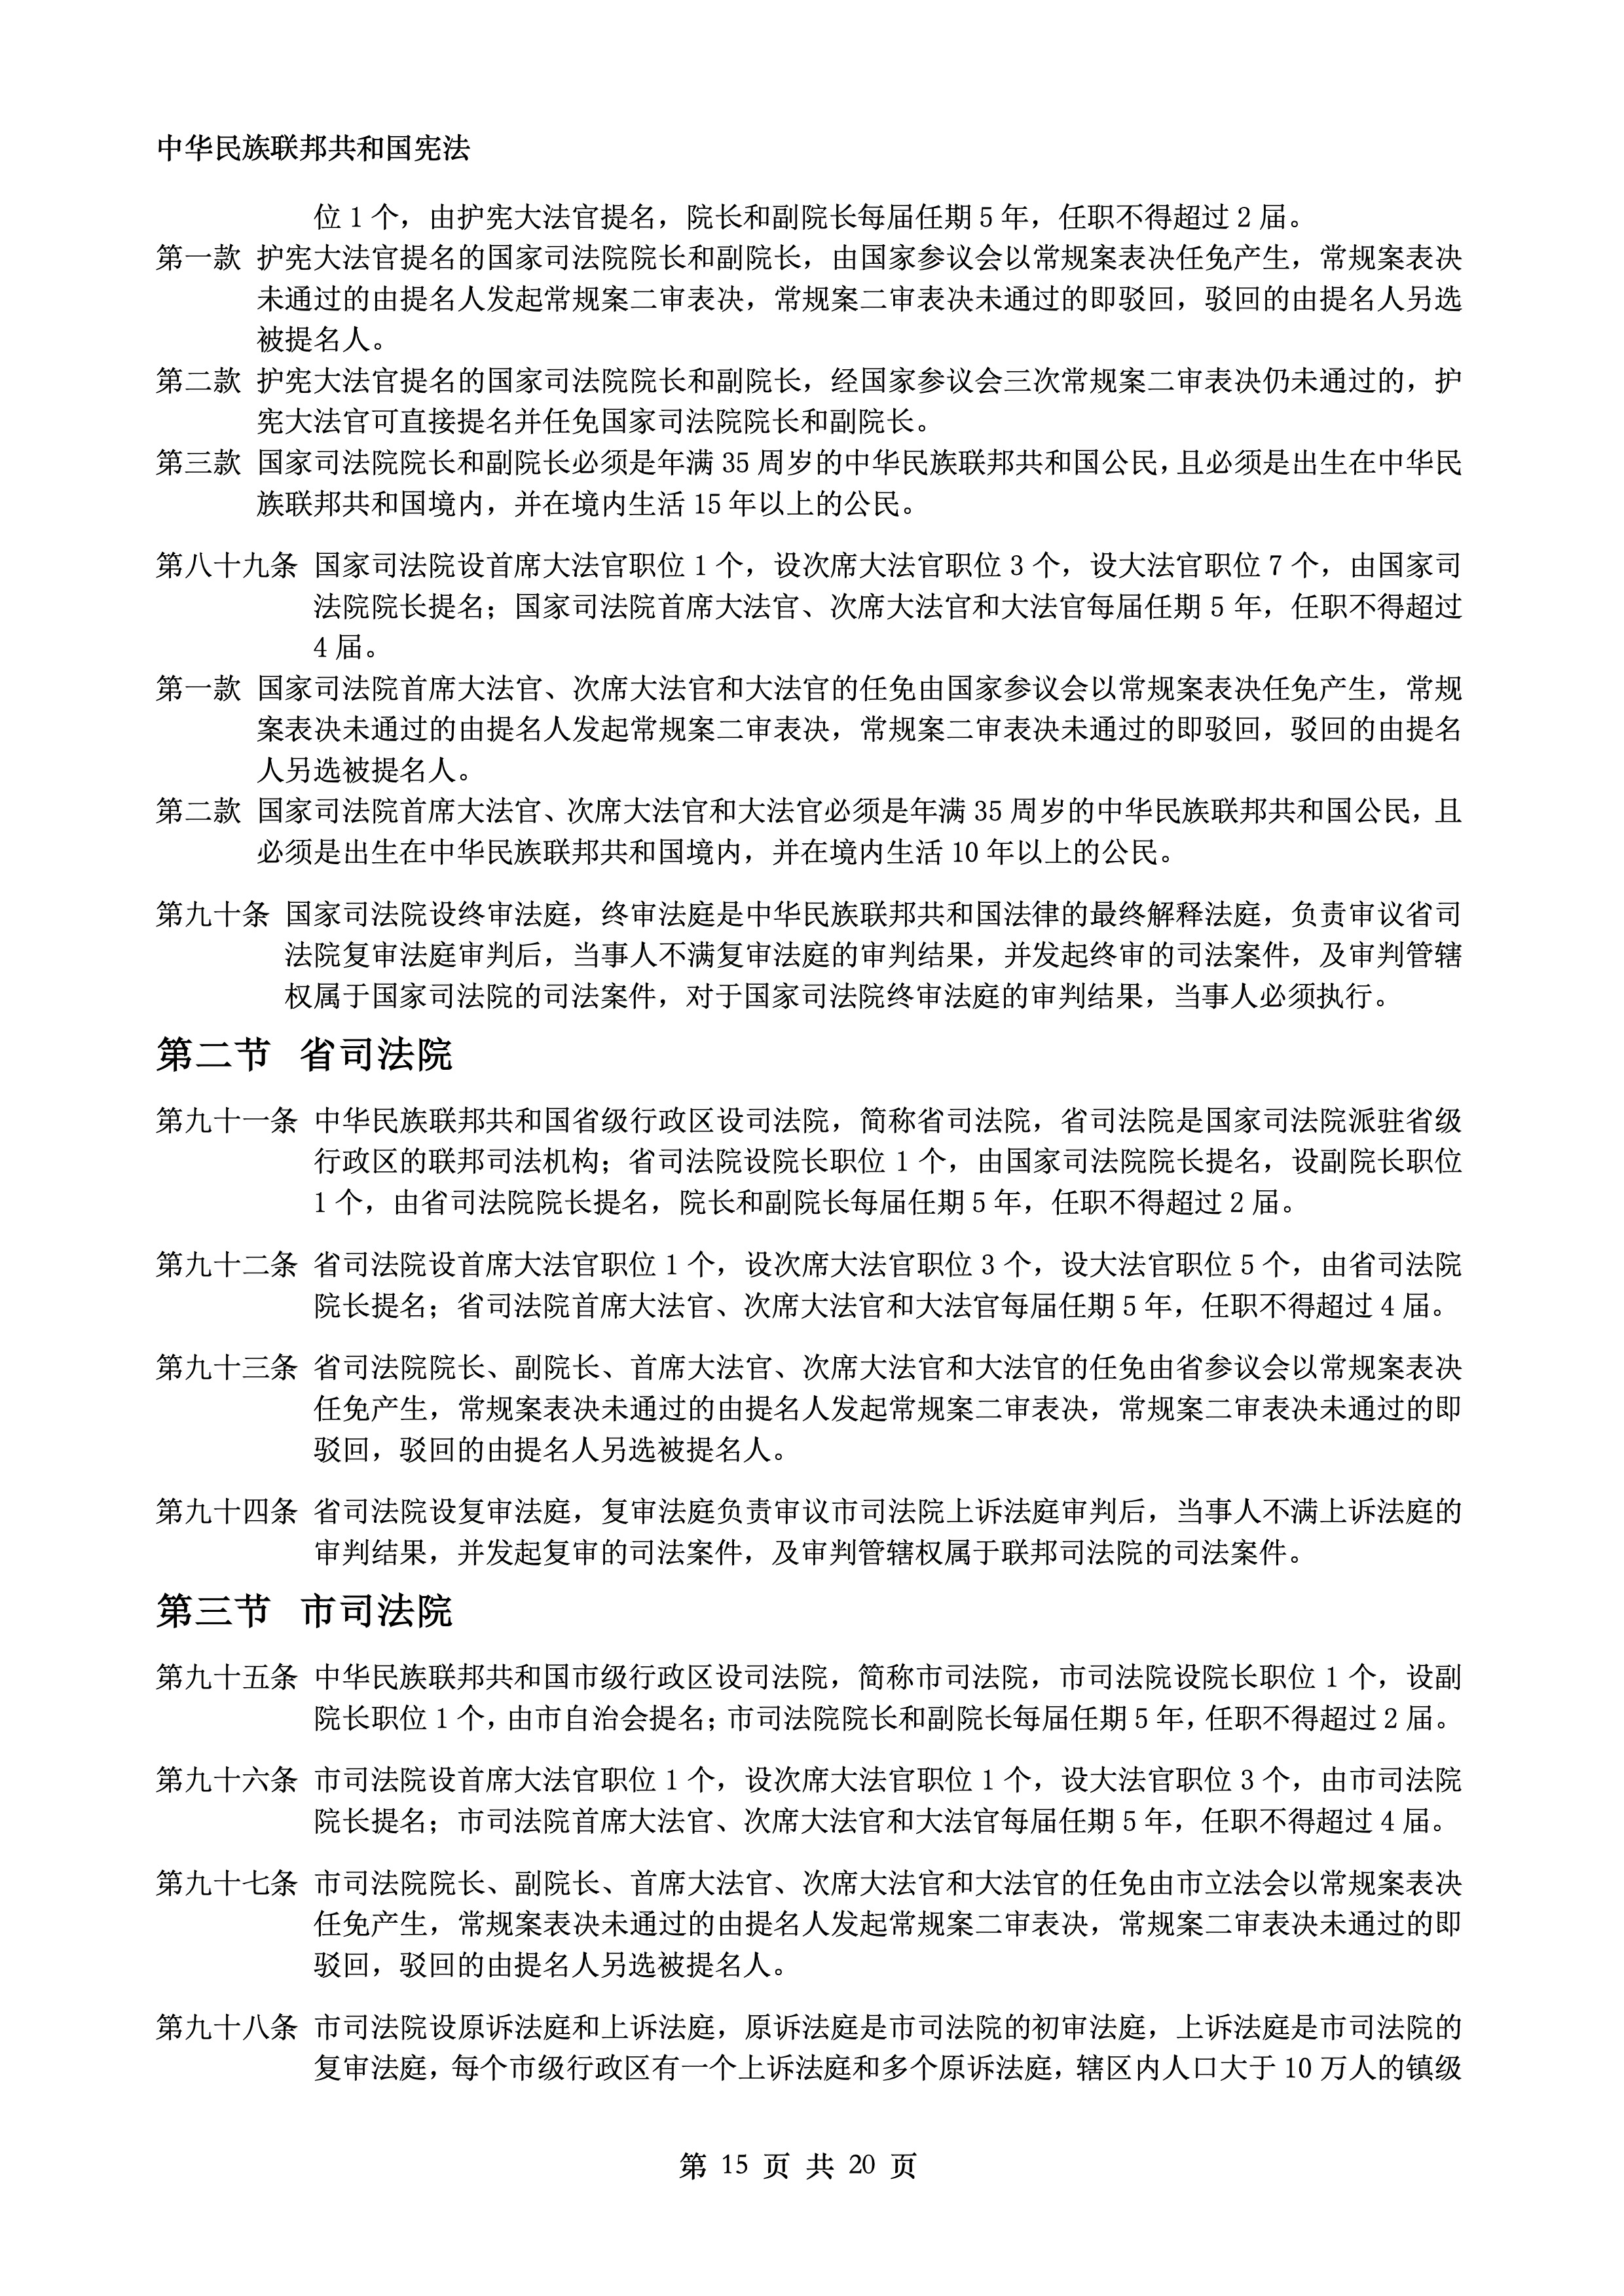 中华民族联邦共和国宪法
位 1 个，由护宪大法官提名，院长和副院长每届任期 5 年，任职不得超过 2 届。
第一款 护宪大法官提名的国家司法院院长和副院长，由国家参议会以常规案表决任免产生，常规案表决
未通过的由提名人发起常规案二审表决，常规案二审表决未通过的即驳回，驳回的由提名人另选
被提名人。
第二款 护宪大法官提名的国家司法院院长和副院长，经国家参议会三次常规案二审表决仍未通过的，护
宪大法官可直接提名并任免国家司法院院长和副院长。
第三款 国家司法院院长和副院长必须是年满 35 周岁的中华民族联邦共和国公民，且必须是出生在中华民
族联邦共和国境内，并在境内生活 15 年以上的公民。
第八十九条 国家司法院设首席大法官职位 1 个，设次席大法官职位 3 个，设大法官职位 7 个，由国家司
法院院长提名；国家司法院首席大法官、次席大法官和大法官每届任期 5 年，任职不得超过
4 届。
第一款 国家司法院首席大法官、次席大法官和大法官的任免由国家参议会以常规案表决任免产生，常规
案表决未通过的由提名人发起常规案二审表决，常规案二审表决未通过的即驳回，驳回的由提名
人另选被提名人。
第二款 国家司法院首席大法官、次席大法官和大法官必须是年满 35 周岁的中华民族联邦共和国公民，且
必须是出生在中华民族联邦共和国境内，并在境内生活 10 年以上的公民。
第九十条 国家司法院设终审法庭，终审法庭是中华民族联邦共和国法律的最终解释法庭，负责审议省司
法院复审法庭审判后，当事人不满复审法庭的审判结果，并发起终审的司法案件，及审判管辖
权属于国家司法院的司法案件，对于国家司法院终审法庭的审判结果，当事人必须执行。
第二节 省司法院
第九十一条 中华民族联邦共和国省级行政区设司法院，简称省司法院，省司法院是国家司法院派驻省级
行政区的联邦司法机构；省司法院设院长职位 1 个，由国家司法院院长提名，设副院长职位
1 个，由省司法院院长提名，院长和副院长每届任期 5 年，任职不得超过 2 届。
第九十二条 省司法院设首席大法官职位 1 个，设次席大法官职位 3 个，设大法官职位 5 个，由省司法院
院长提名；省司法院首席大法官、次席大法官和大法官每届任期 5 年，任职不得超过 4 届。
第九十三条 省司法院院长、副院长、首席大法官、次席大法官和大法官的任免由省参议会以常规案表决
任免产生，常规案表决未通过的由提名人发起常规案二审表决，常规案二审表决未通过的即
驳回，驳回的由提名人另选被提名人。
第九十四条 省司法院设复审法庭，复审法庭负责审议市司法院上诉法庭审判后，当事人不满上诉法庭的
审判结果，并发起复审的司法案件，及审判管辖权属于联邦司法院的司法案件。
第三节 市司法院
第九十五条 中华民族联邦共和国市级行政区设司法院，简称市司法院，市司法院设院长职位 1 个，设副
院长职位 1 个，由市自治会提名；市司法院院长和副院长每届任期 5 年，任职不得超过 2 届。
第九十六条 市司法院设首席大法官职位 1 个，设次席大法官职位 1 个，设大法官职位 3 个，由市司法院
院长提名；市司法院首席大法官、次席大法官和大法官每届任期 5 年，任职不得超过 4 届。
第九十七条 市司法院院长、副院长、首席大法官、次席大法官和大法官的任免由市立法会以常规案表决
任免产生，常规案表决未通过的由提名人发起常规案二审表决，常规案二审表决未通过的即
驳回，驳回的由提名人另选被提名人。
第九十八条 市司法院设原诉法庭和上诉法庭，原诉法庭是市司法院的初审法庭，上诉法庭是市司法院的
复审法庭，每个市级行政区有一个上诉法庭和多个原诉法庭，辖区内人口大于 10 万人的镇级
第 15 页 共 20 页